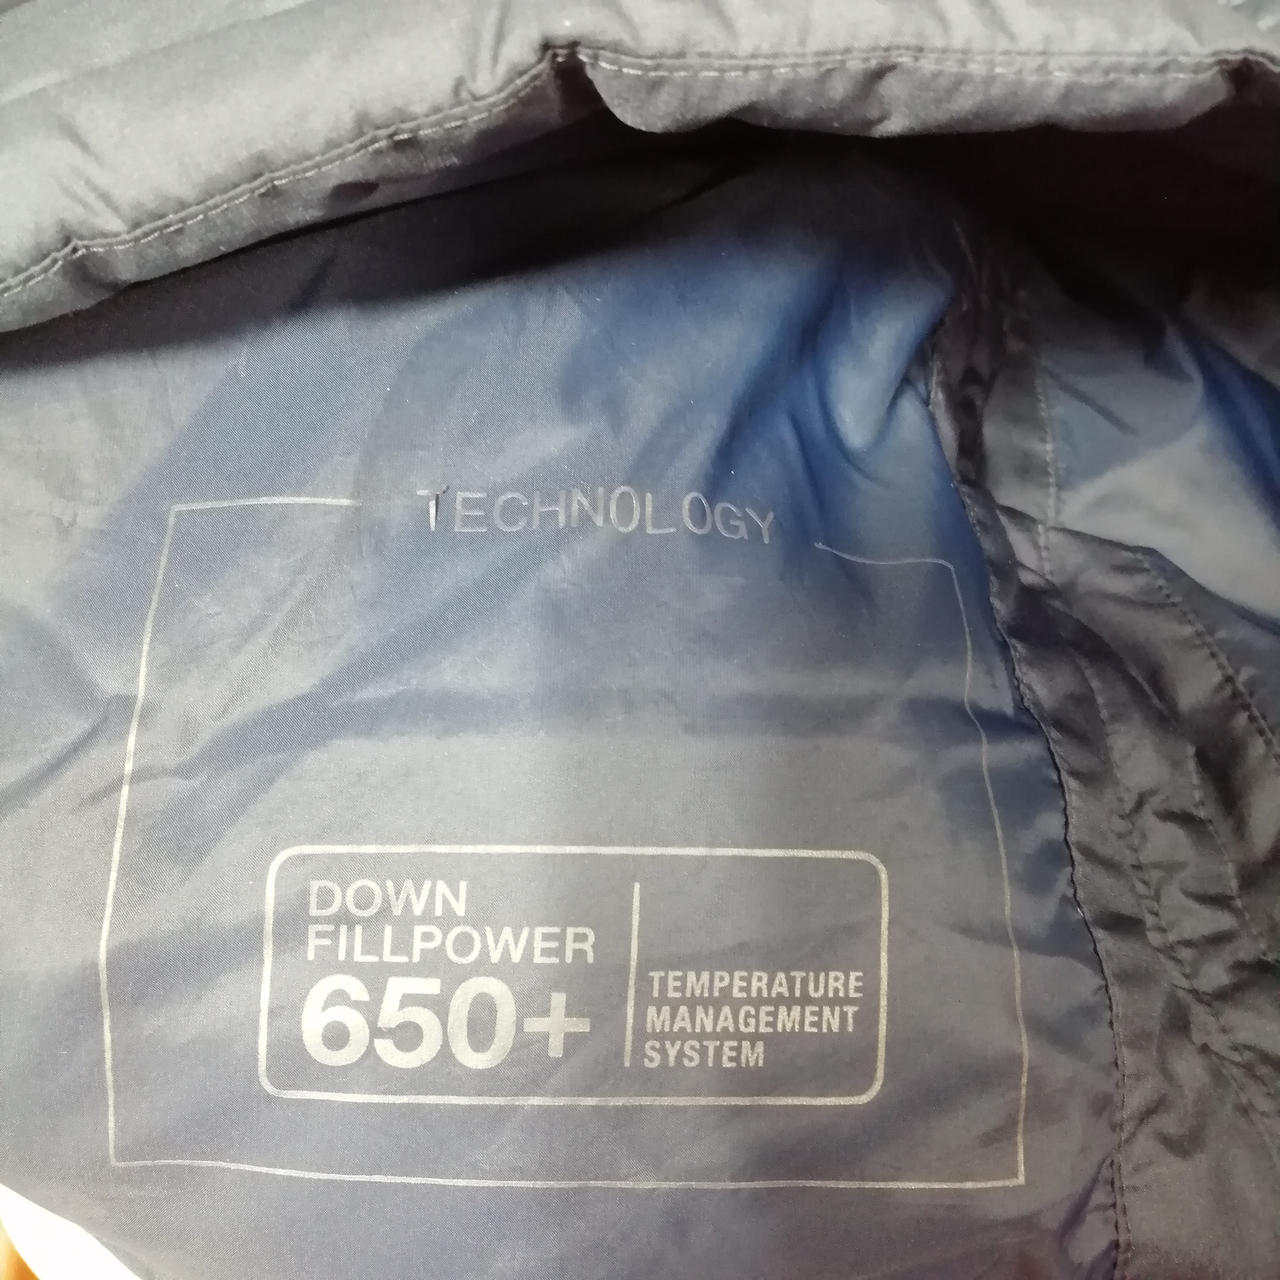 TECHNOLOGY
DOWN
FILLPOWER
650+
TEMPERATURE
MANAGEMENT
SYSTEM